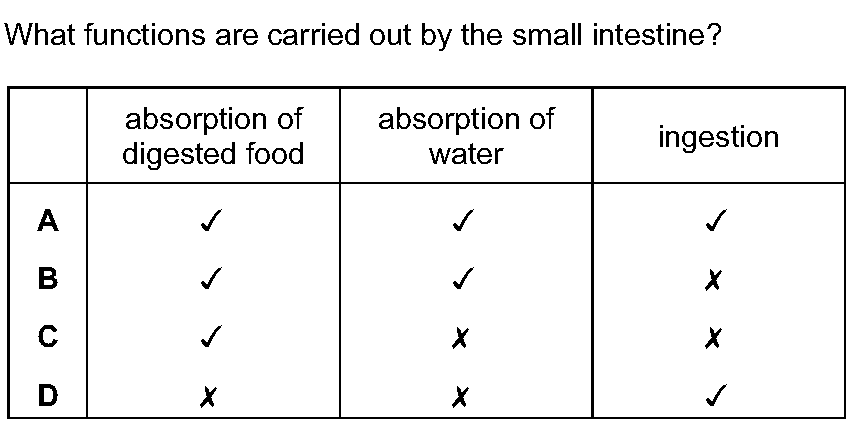 What functions are carried out by the small intestine?
absorption of digested food absorption of water ingestion
A ✓ ✓ ✓
B ✓ ✓ ✗
C ✓ ✗ ✗
D ✗ ✗ ✓